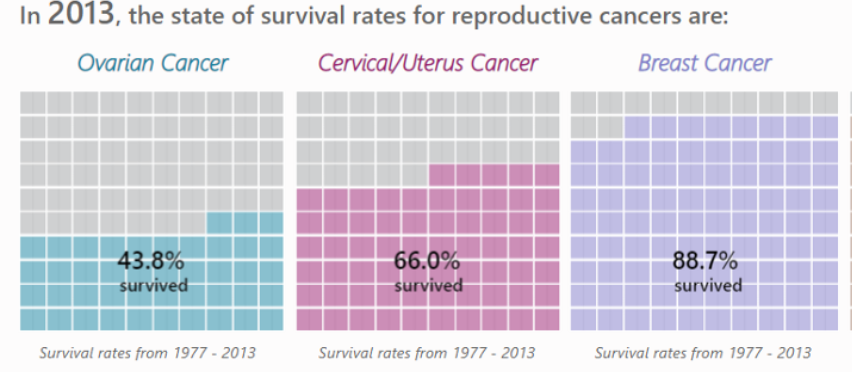 In 2013, the state of survival rates for reproductive cancers are:
Ovarian Cancer
43.8%
survived
Survival rates from 1977 - 2013
Cervical/Uterus Cancer
66.0%
survived
Survival rates from 1977 - 2013
Breast Cancer
88.7%
survived
Survival rates from 1977 - 2013